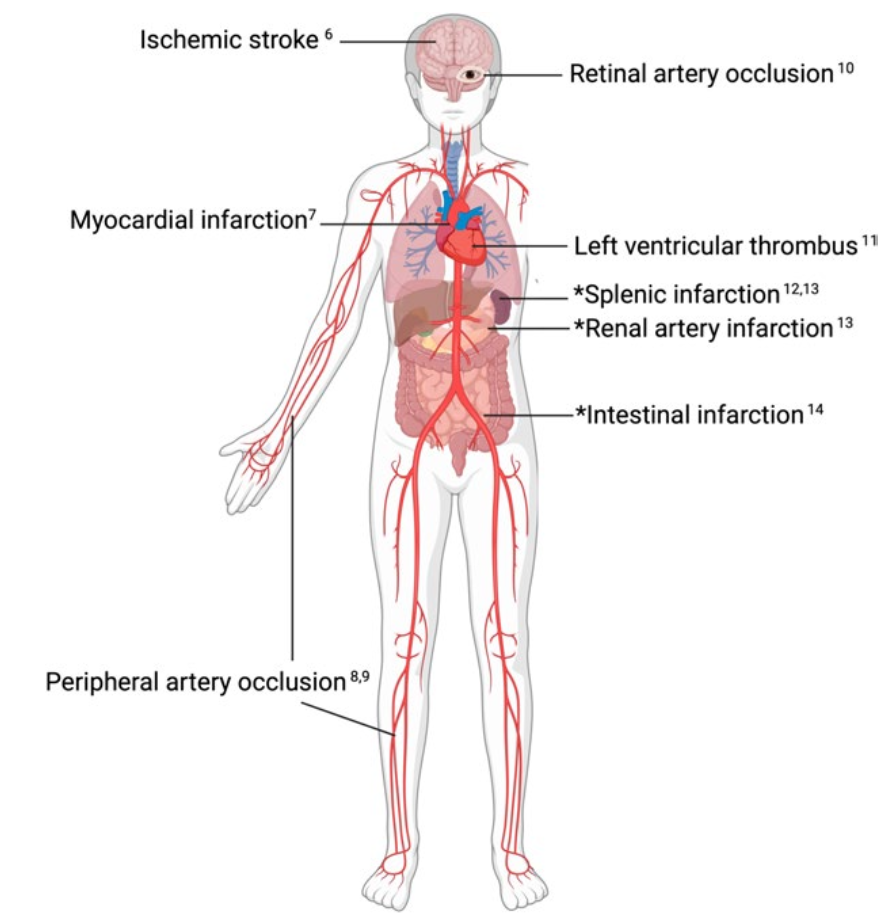 Ischemic stroke 6
Retinal artery occlusion 10
Myocardial infarction7
Left ventricular thrombus 11
*Splenic infarction 12,13
*Renal artery infarction 13
*Intestinal infarction 14
Peripheral artery occlusion 8,9